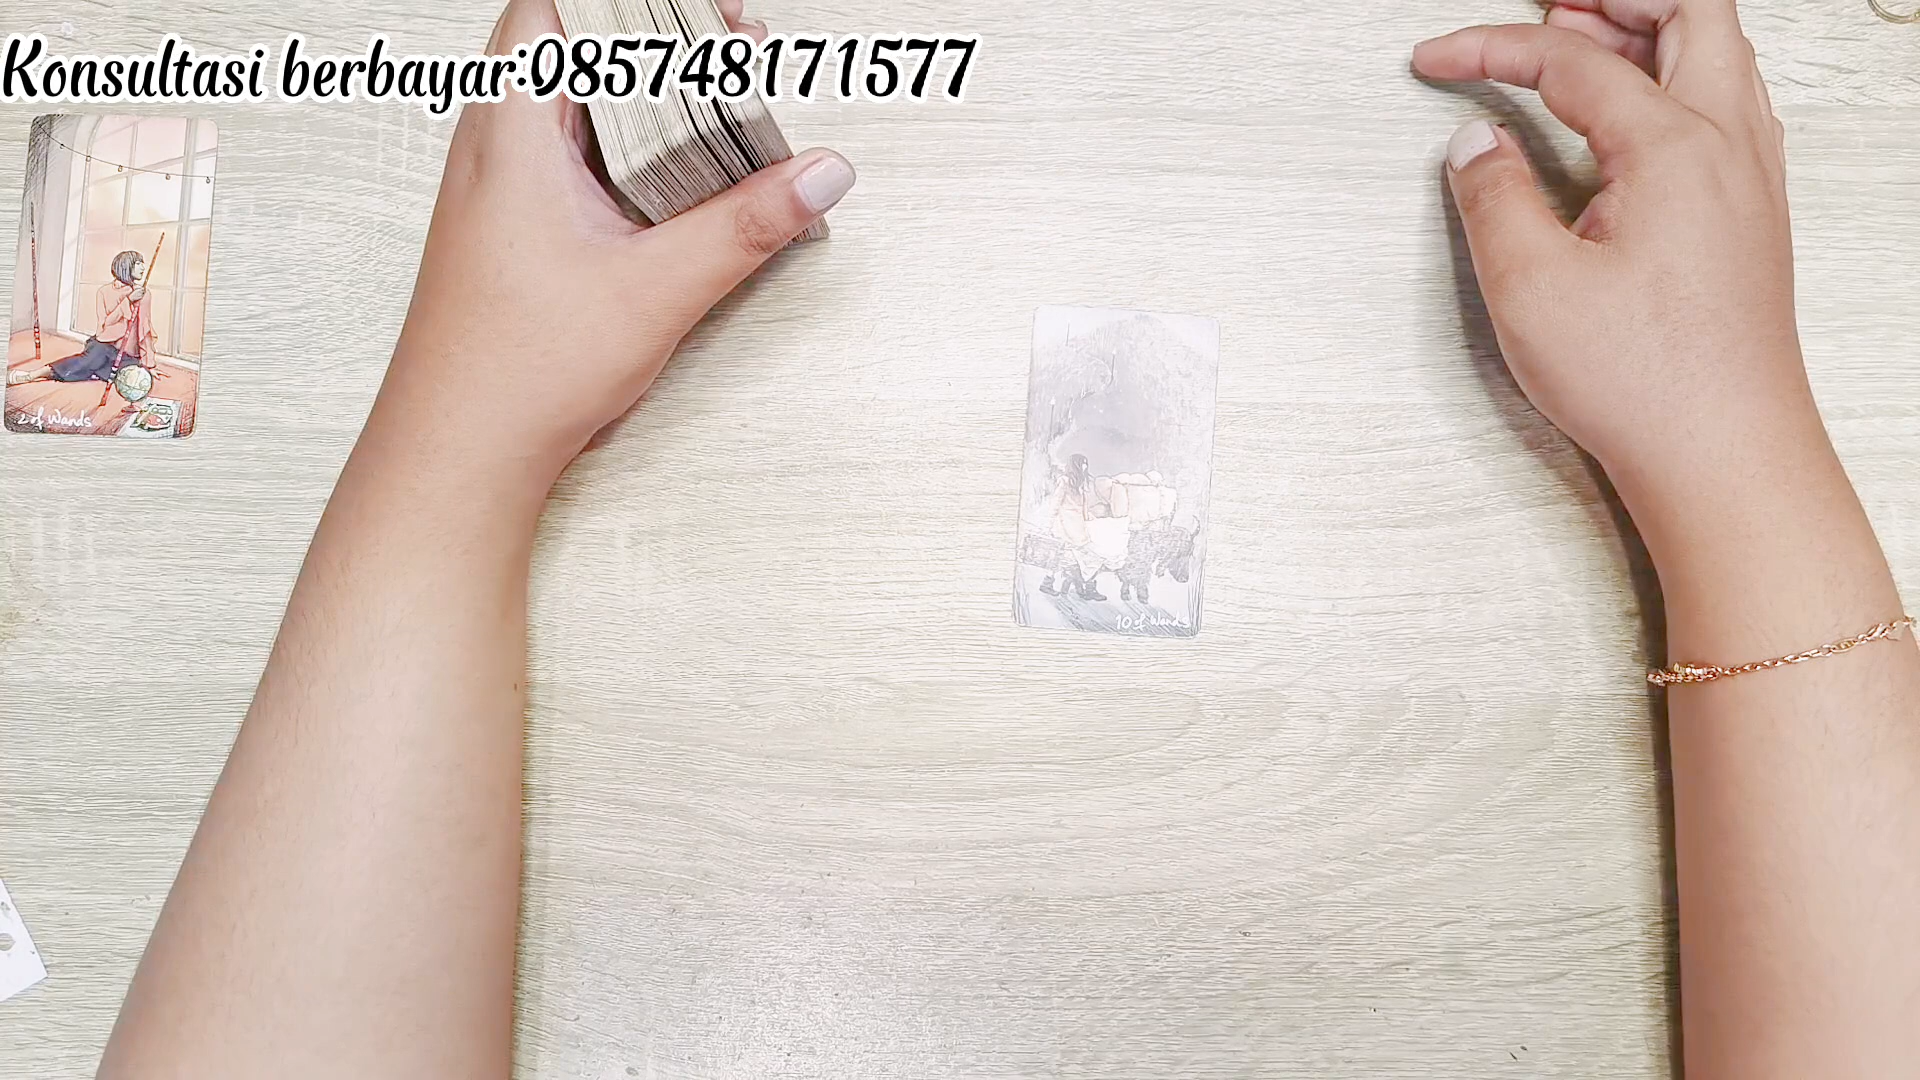 Konsultasi berbayar:085748171577
2 of Wands
10 of Wands